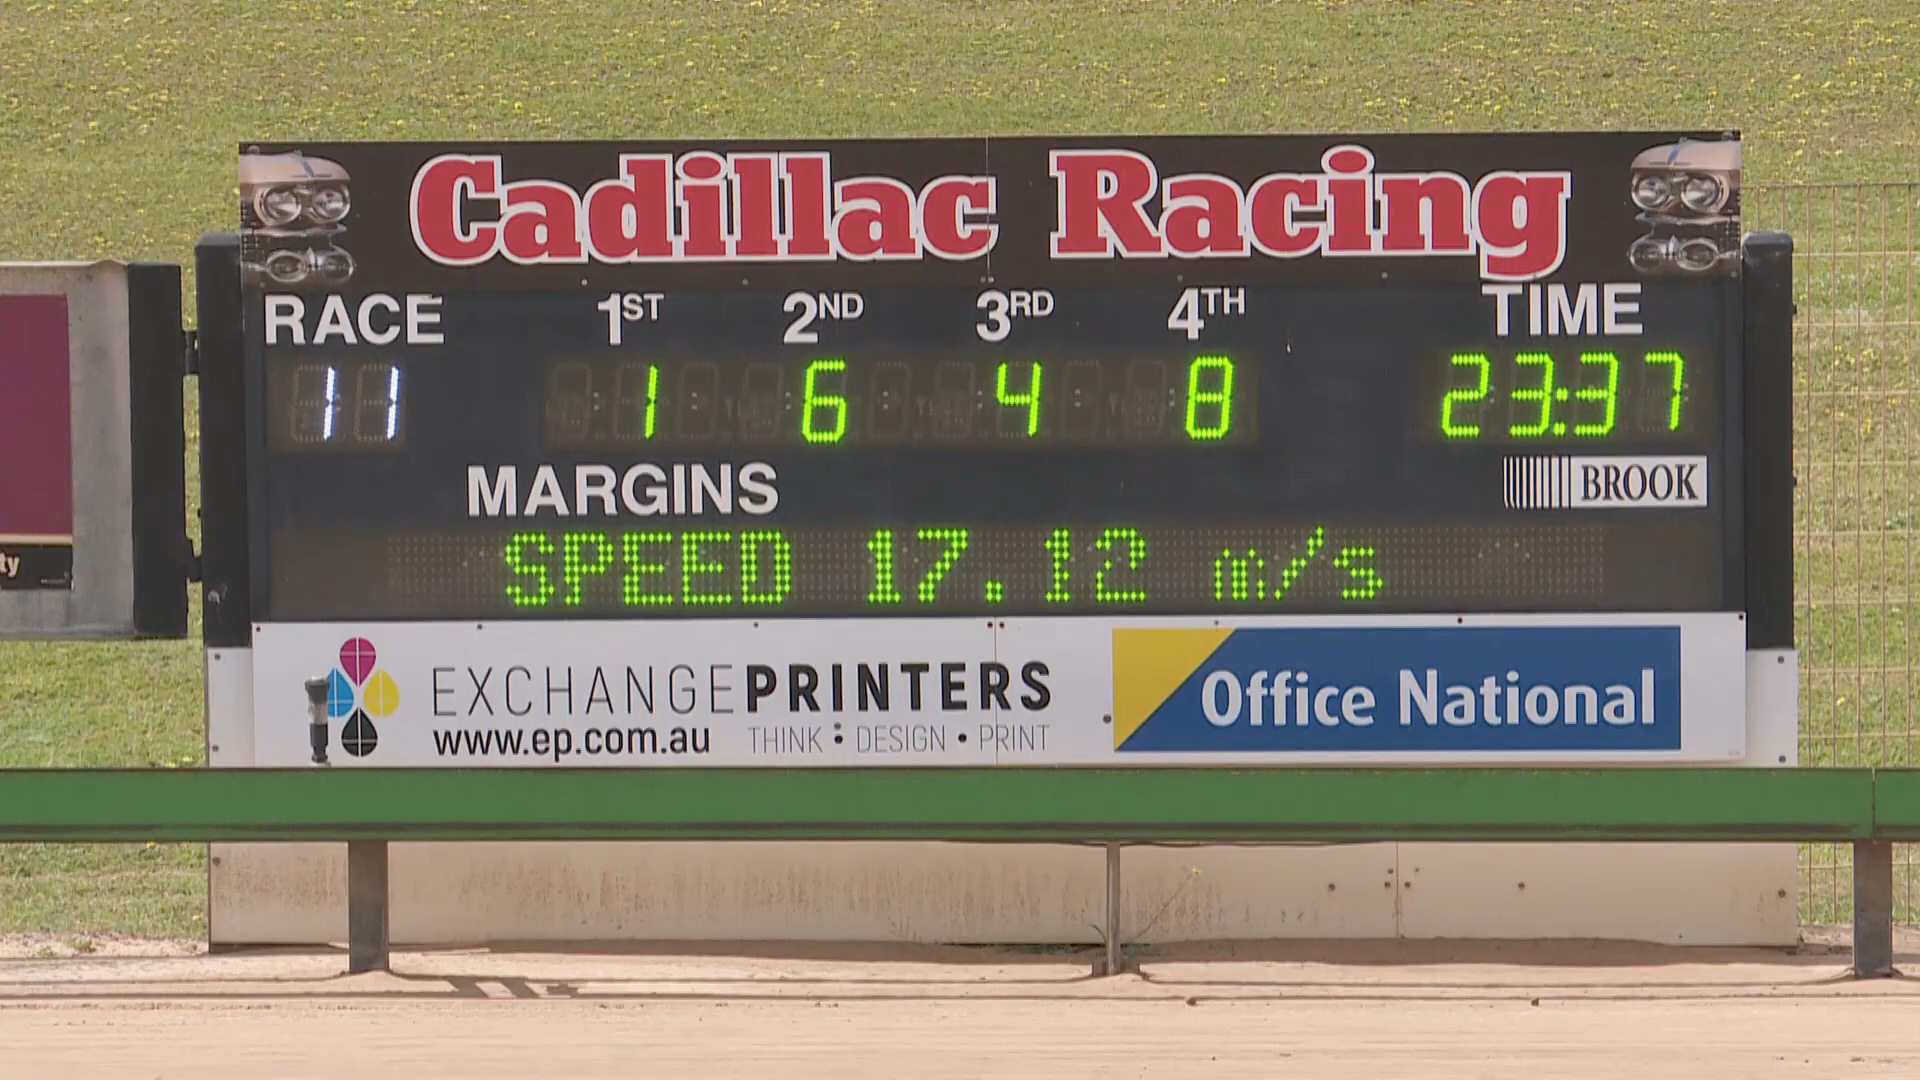 Cadillac Racing
RACE 1ST 2ND 3RD 4TH TIME
11 1 6 4 8 23:37
MARGINS
BROOK
SPEED 17.12 m/s
ty
EXCHANGEPRINTERS
www.ep.com.au THINK • DESIGN • PRINT
Office National